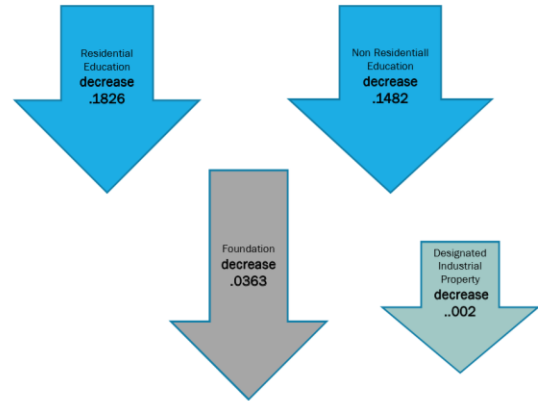 Residential
Education
decrease
.1826
Non Residentiall
Education
decrease
.1482
Foundation
decrease
.0363
Designated
Industrial
Property
decrease
..002